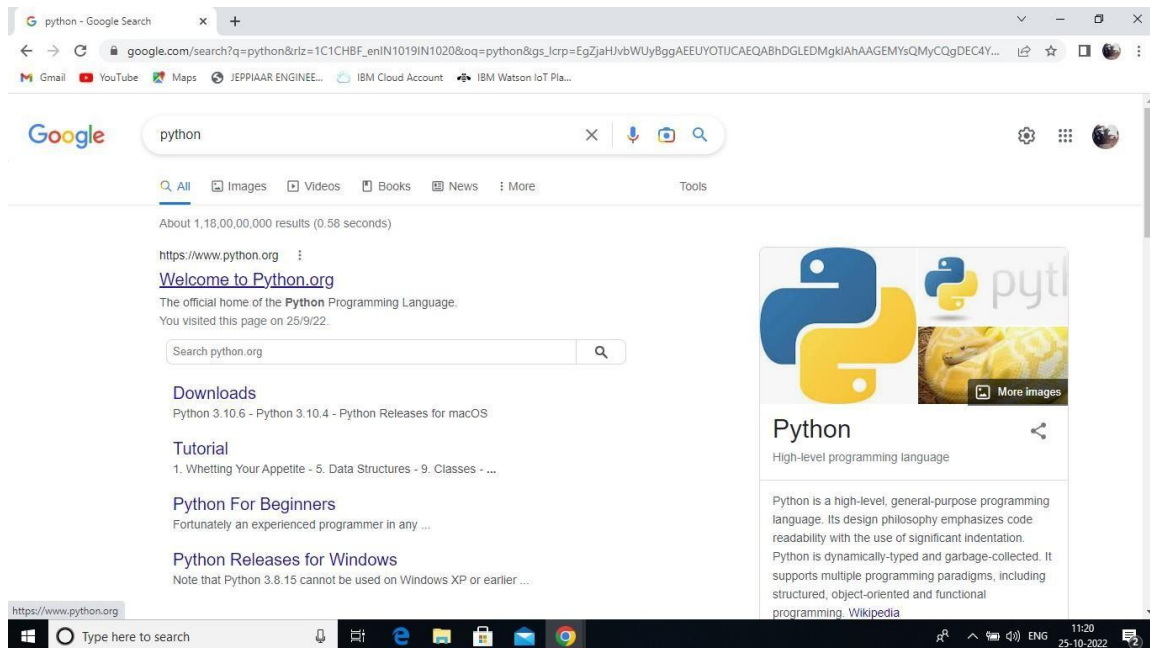 python - Google Search
google.com/search?q=python&rlz=1C1CHBF_enIN1019IN1020&oq=python&gs_lcrp=EgZjaHJvbWUyBggAEEUYOTIJCAEQABhDGLEDMgkIAhAAGEMYsQMyCQgDEC4Y...
Gmail YouTube Maps JEPPIAAR ENGINEE... IBM Cloud Account IBM Watson IoT Pla...
Google python
All Images Videos Books News More Tools
About 1,18,00,00,000 results (0.58 seconds)
https://www.python.org
Welcome to Python.org
The official home of the Python Programming Language.
You visited this page on 25/9/22.
Search python.org
Downloads
Python 3.10.6 - Python 3.10.4 - Python Releases for macOS
Tutorial
1. Whetting Your Appetite - 5. Data Structures - 9. Classes - ...
Python For Beginners
Fortunately an experienced programmer in any ...
Python Releases for Windows
Note that Python 3.8.15 cannot be used on Windows XP or earlier ...
pytl
More images
Python
High-level programming language
Python is a high-level, general-purpose programming
language. Its design philosophy emphasizes code
readability with the use of significant indentation.
Python is dynamically-typed and garbage-collected. It
supports multiple programming paradigms, including
structured, object-oriented and functional
programming. Wikipedia
https://www.python.org
Type here to search
ENG
11:20
25-10-2022
2